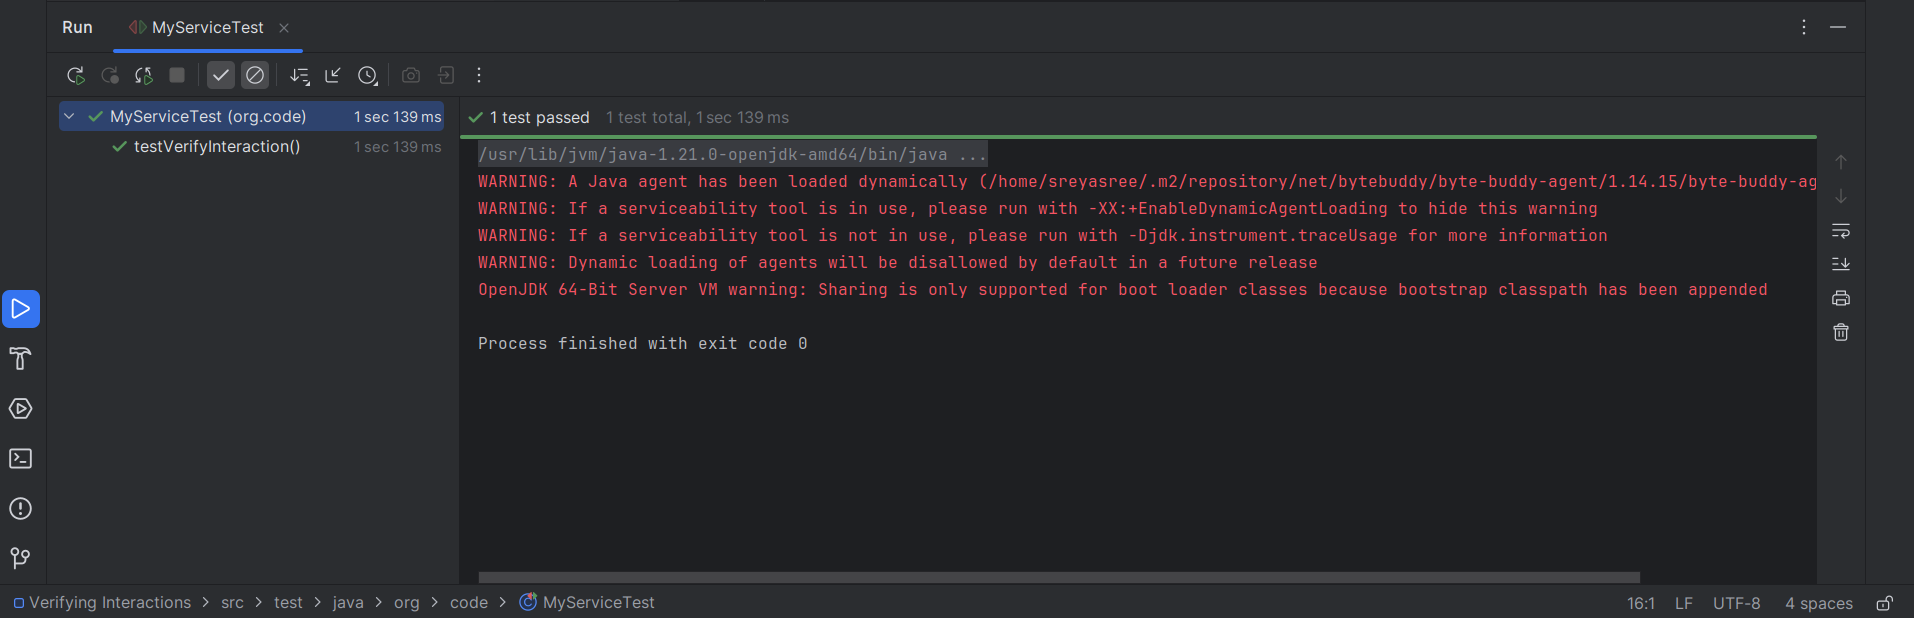 Run MyServiceTest
MyServiceTest (org.code) 1 sec 139 ms
testVerifyInteraction() 1 sec 139 ms
1 test passed 1 test total, 1 sec 139 ms
/usr/lib/jvm/java-1.21.0-openjdk-amd64/bin/java ...
WARNING: A Java agent has been loaded dynamically (/home/sreyasree/.m2/repository/net/bytebuddy/byte-buddy-agent/1.14.15/byte-buddy-ag
WARNING: If a serviceability tool is in use, please run with -XX:+EnableDynamicAgentLoading to hide this warning
WARNING: If a serviceability tool is not in use, please run with -Djdk.instrument.traceUsage for more information
WARNING: Dynamic loading of agents will be disallowed by default in a future release
OpenJDK 64-Bit Server VM warning: Sharing is only supported for boot loader classes because bootstrap classpath has been appended
Process finished with exit code 0
Verifying Interactions > src > test > java > org > code > MyServiceTest 16:1 LF UTF-8 4 spaces